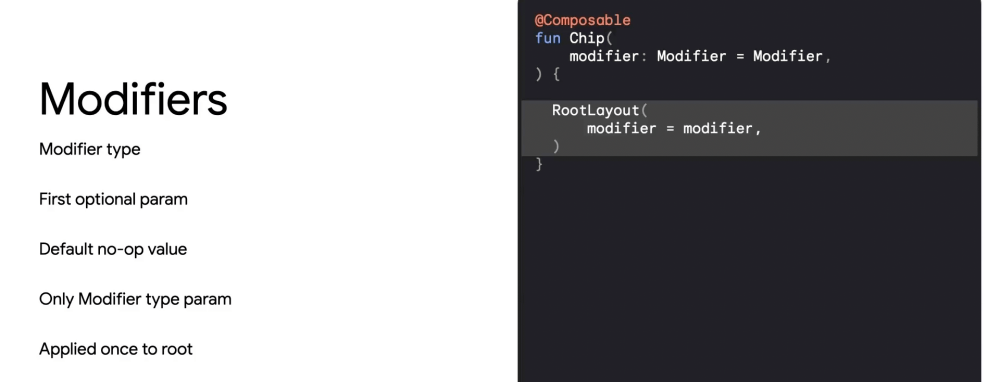 Modifiers
Modifier type
First optional param
Default no-op value
Only Modifier type param
Applied once to root
@Composable
fun Chip(
    modifier: Modifier = Modifier,
) {
  RootLayout(
      modifier = modifier,
  )
}